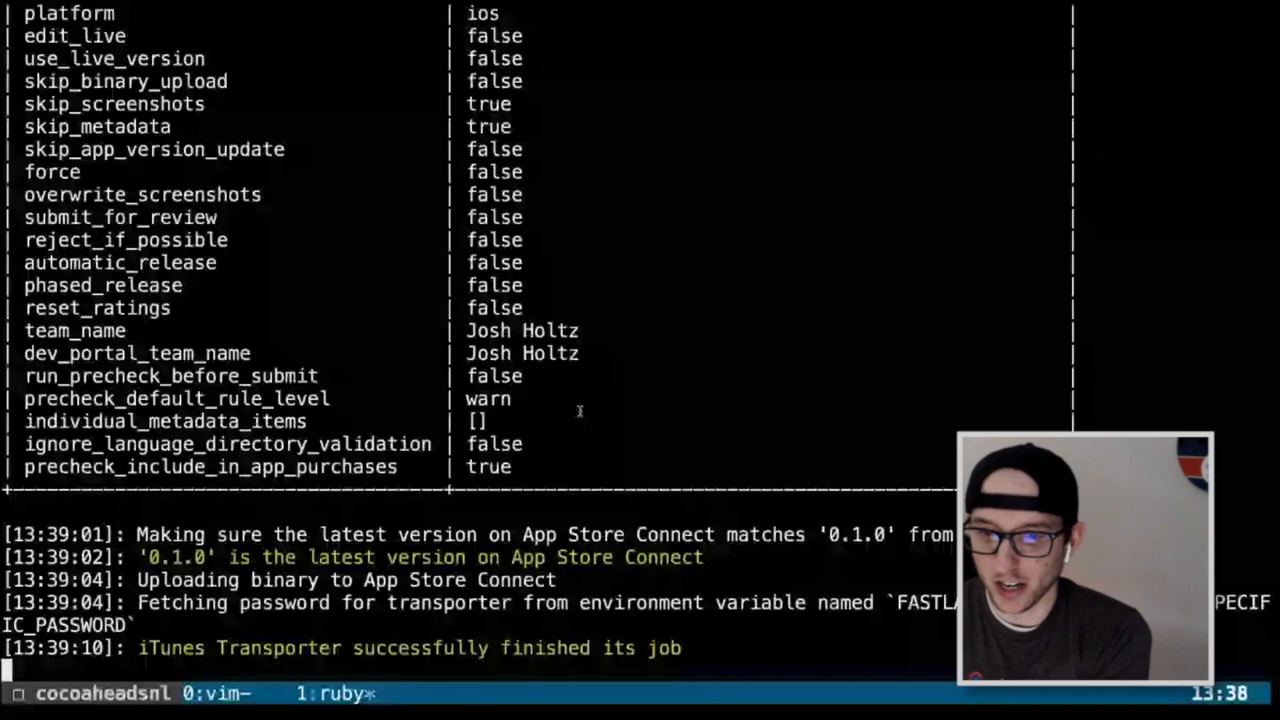 | platform | ios |
| edit_live | false |
| use_live_version | false |
| skip_binary_upload | false |
| skip_screenshots | true |
| skip_metadata | true |
| skip_app_version_update | false |
| force | false |
| overwrite_screenshots | false |
| submit_for_review | false |
| reject_if_possible | false |
| automatic_release | false |
| phased_release | false |
| reset_ratings | false |
| team_name | Josh Holtz |
| dev_portal_team_name | Josh Holtz |
| run_precheck_before_submit | false |
| precheck_default_rule_level | warn |
| individual_metadata_items | [] |
| ignore_language_directory_validation | false
| precheck_include_in_app_purchases | true
[13:39:01]: Making sure the latest version on App Store Connect matches '0.1.0' from
[13:39:02]: '0.1.0' is the latest version on App Store Connect
[13:39:04]: Uploading binary to App Store Connect
[13:39:04]: Fetching password for transporter from environment variable named `FASTLA PECIF
IC_PASSWORD`
[13:39:10]: iTunes Transporter successfully finished its job
cocoaheadsnl 0:vim- 1:ruby* 13:38